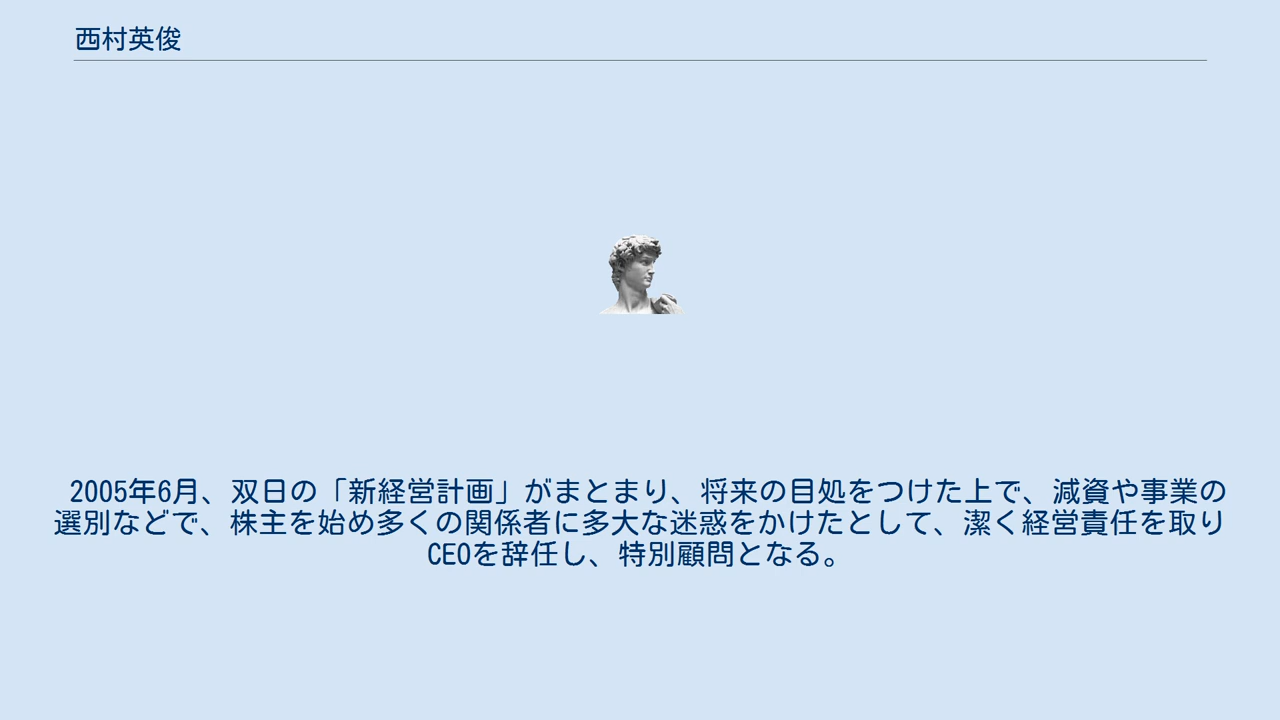 西村英俊
2005年6月、双日の「新経営計画」がまとまり、将来の目処をつけた上で、減資や事業の
選別などで、株主を始め多くの関係者に多大な迷惑をかけたとして、潔く経営責任を取り
CEOを辞任し、特別顧問となる。